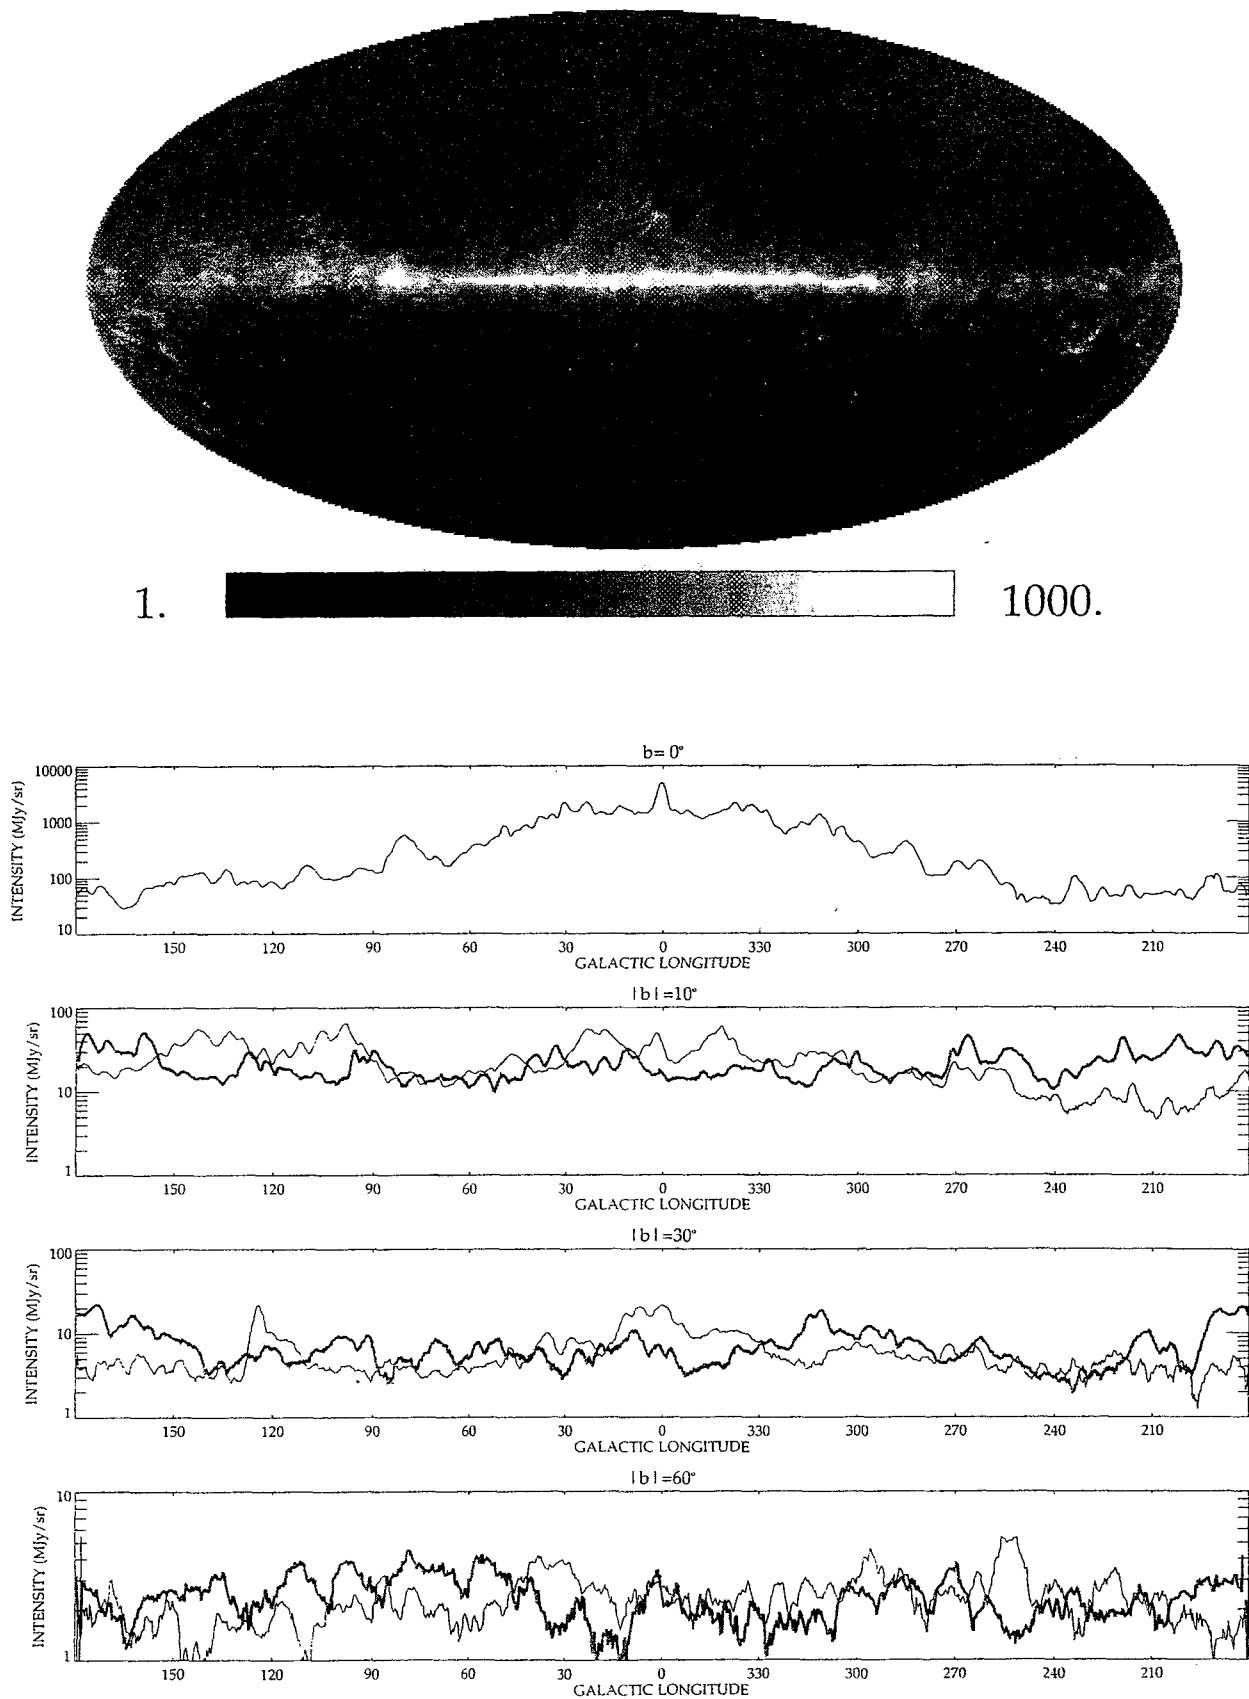 1. 1000.
b= 0°
INTENSITY (MJy/sr)
10000
1000
100
10
150 120 90 60 30 0 330 300 270 240 210
GALACTIC LONGITUDE
|b|=10°
INTENSITY (MJy/sr)
100
10
1
150 120 90 60 30 0 330 300 270 240 210
GALACTIC LONGITUDE
|b|=30°
INTENSITY (MJy/sr)
100
10
1
150 120 90 60 30 0 330 300 270 240 210
GALACTIC LONGITUDE
|b|=60°
INTENSITY (MJy/sr)
10
1
150 120 90 60 30 0 330 300 270 240 210
GALACTIC LONGITUDE